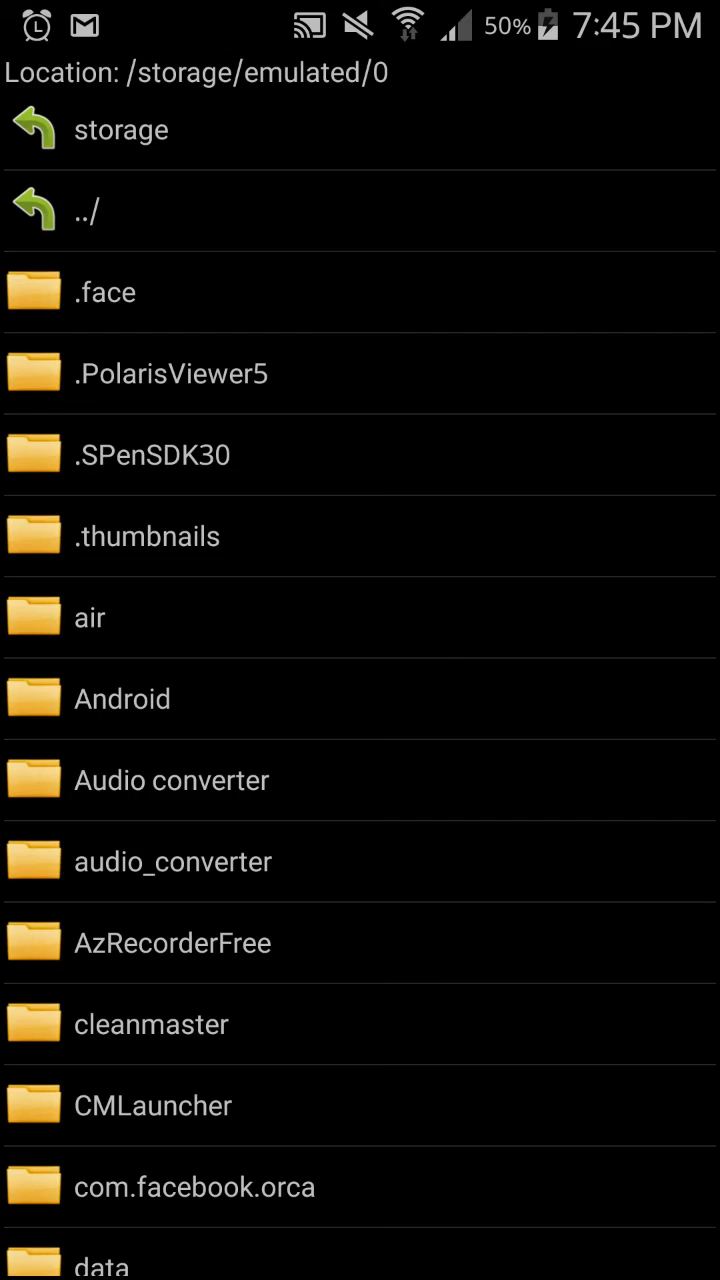 50% 7:45 PM
Location: /storage/emulated/0
storage
../
.face
.PolarisViewer5
.SPenSDK30
.thumbnails
air
Android
Audio converter
audio_converter
AzRecorderFree
cleanmaster
CMLauncher
com.facebook.orca
data